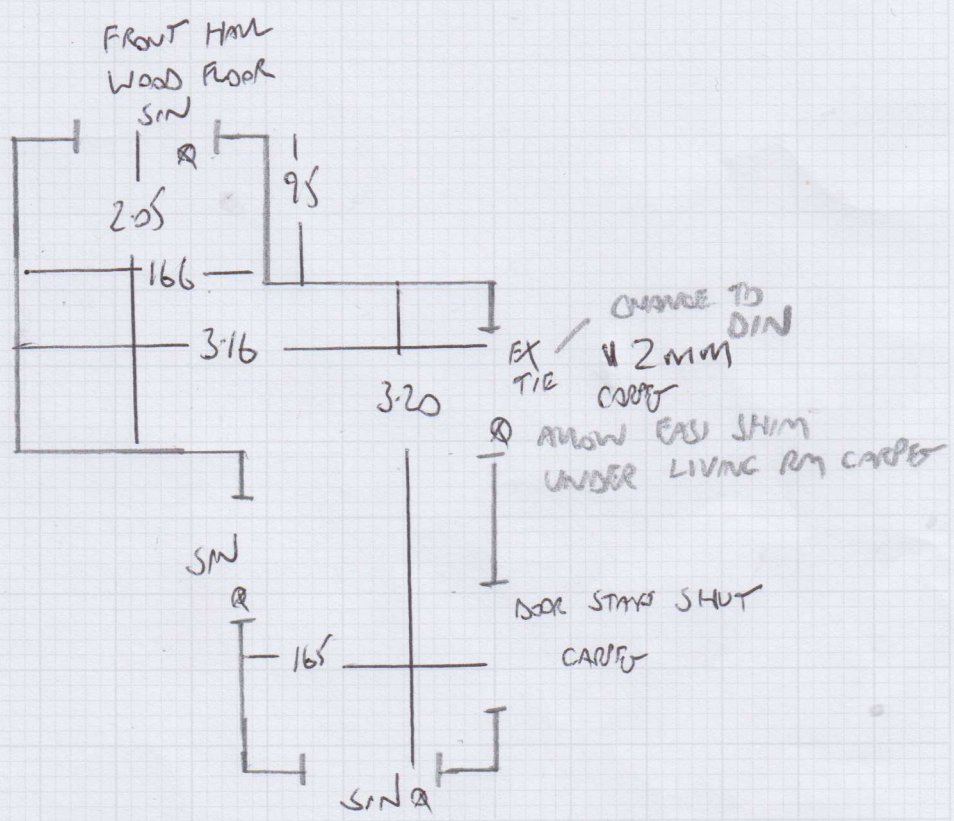 FRONT HALL
WOOD FLOOR
SIN
Q
95
2.05
166
3.16
EX
TIE
CHANGE TO
DIN
12mm
CARPET
3.20
Q
ALLOW EASI SHIM
UNDER LIVING RM CARPET
SIN
Q
DOOR STAYS SHUT
CARPET
165
SIN Q